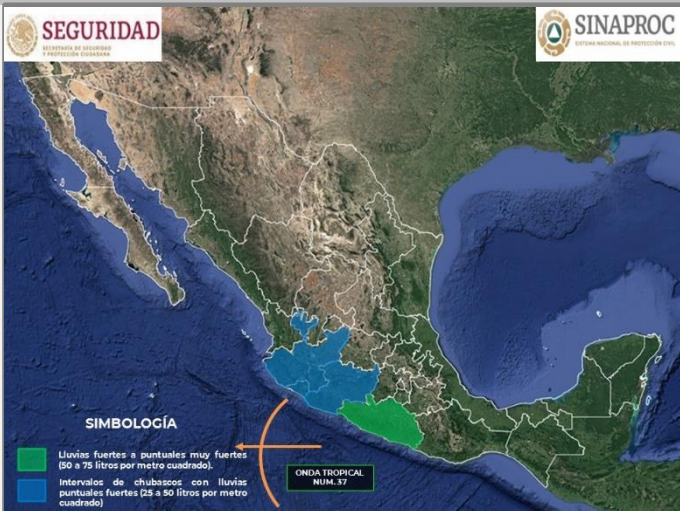 SEGURIDAD
SECRETARÍA DE SEGURIDAD
Y PROTECCIÓN CIUDADANA
SINAPROC
SISTEMA NACIONAL DE PROTECCIÓN CIVIL
SIMBOLOGÍA
Lluvias fuertes a puntuales muy fuertes
(50 a 75 litros por metro cuadrado).
Intervalos de chubascos con lluvias
puntuales fuertes (25 a 50 litros por metro
cuadrado)
ONDA TROPICAL
NUM. 37